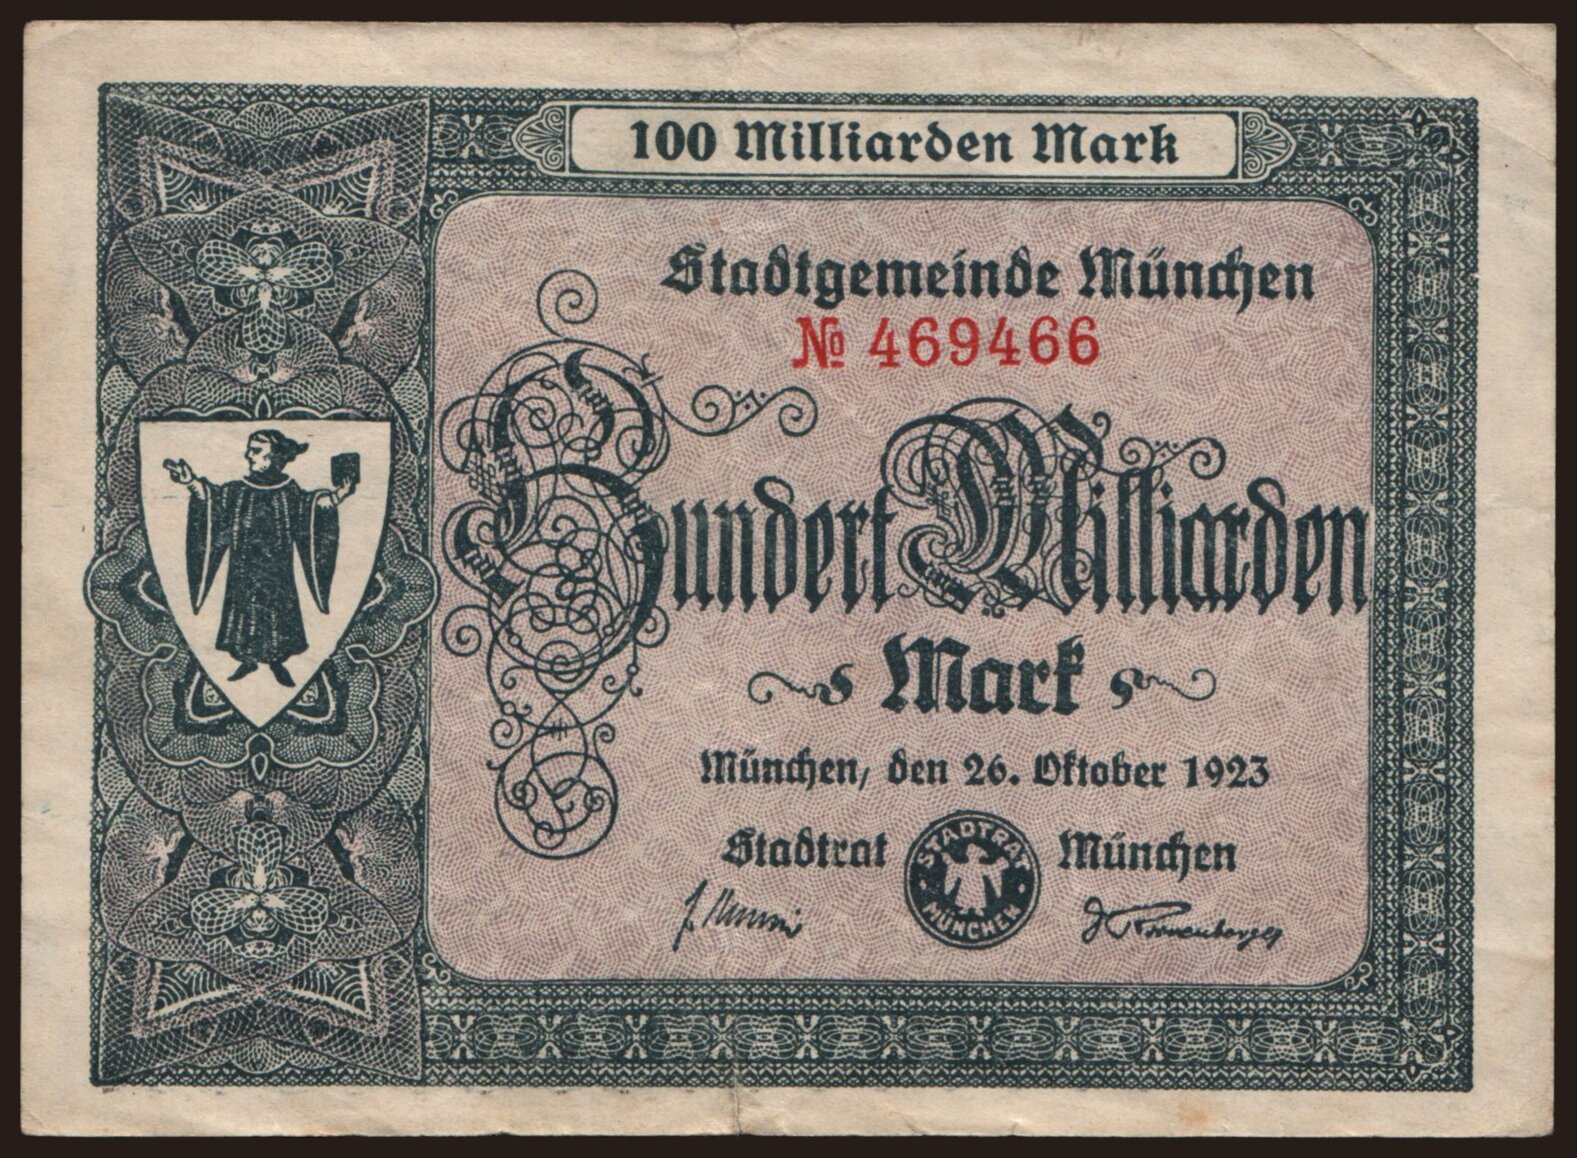 100 Milliarden Mark
Stadtgemeinde München
№ 469466
Hundert Milliarden
Mark
München, den 26. Oktober 1923
Stadtrat München
STADTRAT MÜNCHEN